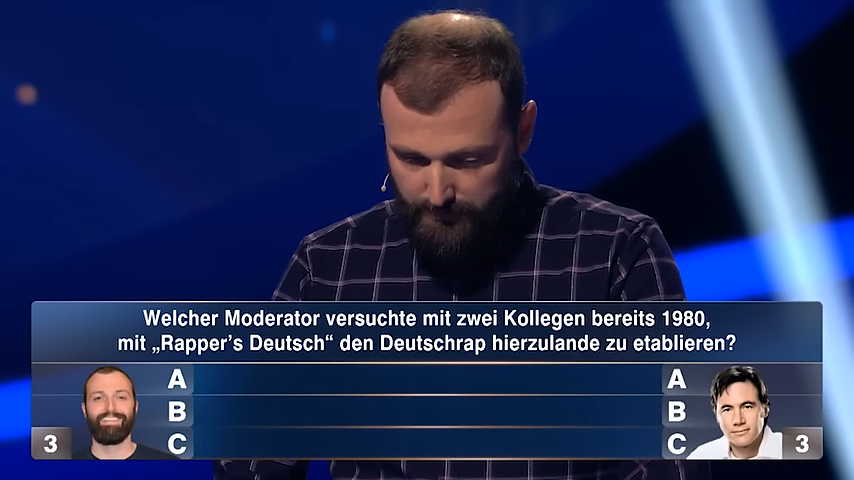 Welcher Moderator versuchte mit zwei Kollegen bereits 1980,
mit „Rapper's Deutsch“ den Deutschrap hierzulande zu etablieren?
A A
B B
3 C C 3